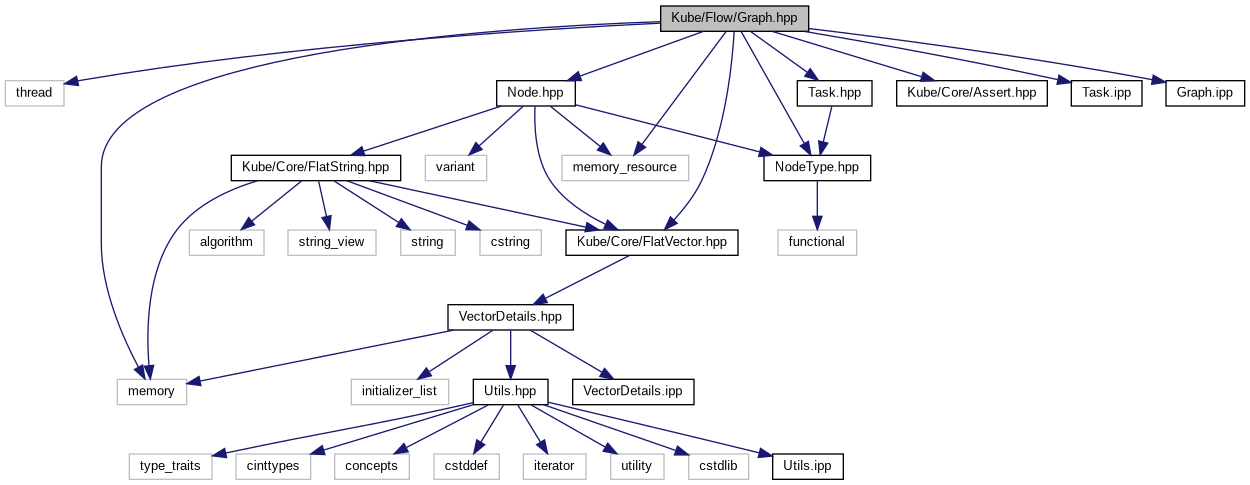 Kube/Flow/Graph.hpp
thread
Node.hpp
Task.hpp
Kube/Core/Assert.hpp
Task.ipp
Graph.ipp
Kube/Core/FlatString.hpp
variant
memory_resource
NodeType.hpp
algorithm
string_view
string
cstring
Kube/Core/FlatVector.hpp
functional
VectorDetails.hpp
memory
initializer_list
Utils.hpp
VectorDetails.ipp
type_traits
cinttypes
concepts
cstddef
iterator
utility
cstdlib
Utils.ipp